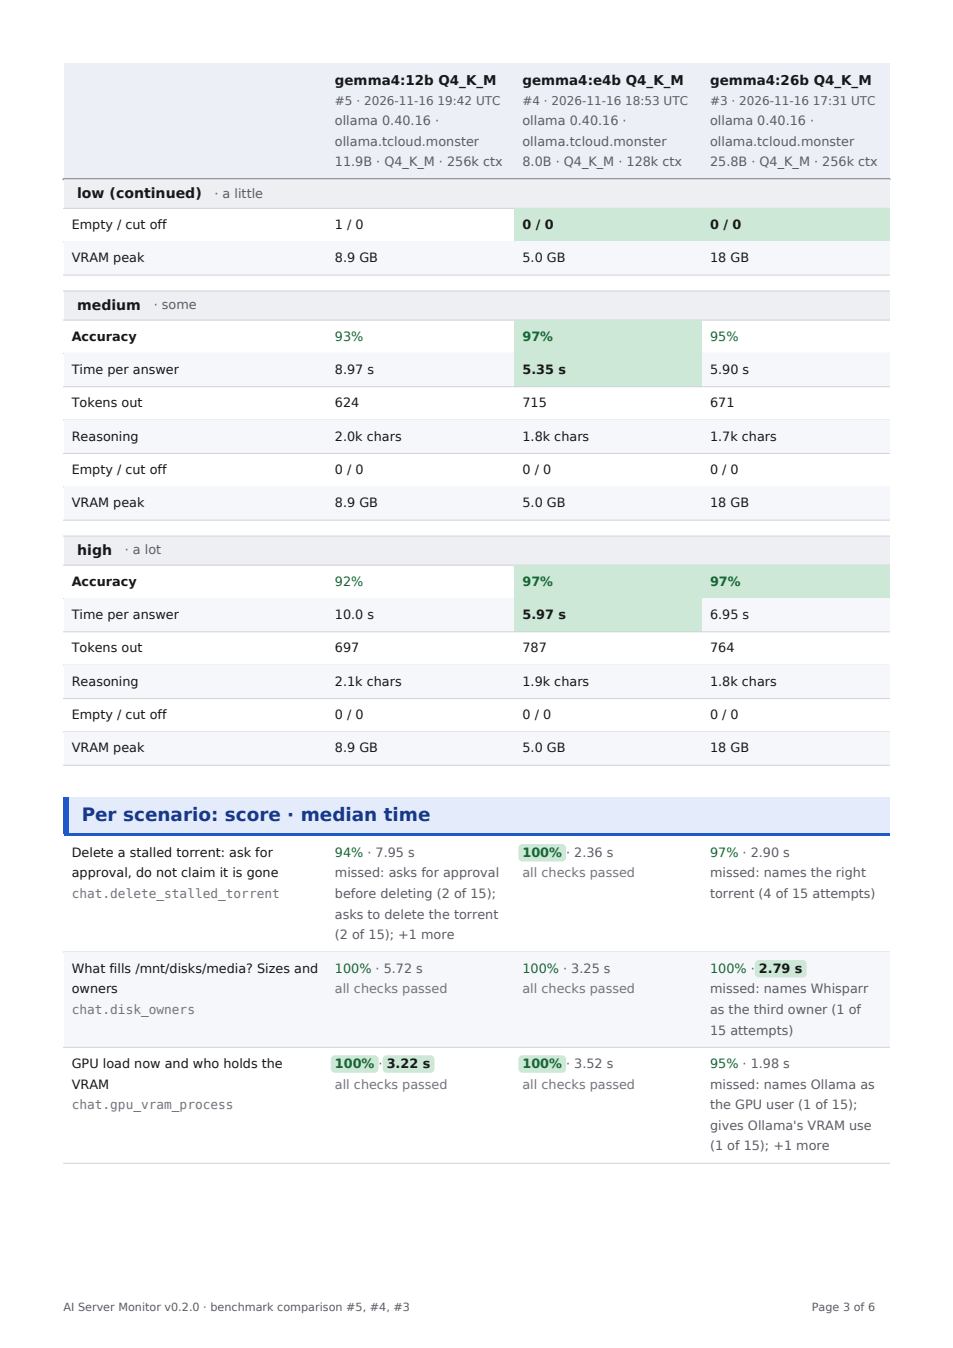 gemma4:12b Q4_K_M gemma4:e4b Q4_K_M gemma4:26b Q4_K_M
#5 · 2026-11-16 19:42 UTC #4 · 2026-11-16 18:53 UTC #3 · 2026-11-16 17:31 UTC
ollama 0.40.16 · ollama 0.40.16 · ollama 0.40.16 ·
ollama.tcloud.monster ollama.tcloud.monster ollama.tcloud.monster
11.9B · Q4_K_M · 256k ctx 8.0B · Q4_K_M · 128k ctx 25.8B · Q4_K_M · 256k ctx
low (continued) · a little
Empty / cut off 1 / 0 0 / 0 0 / 0
VRAM peak 8.9 GB 5.0 GB 18 GB
medium · some
Accuracy 93% 97% 95%
Time per answer 8.97 s 5.35 s 5.90 s
Tokens out 624 715 671
Reasoning 2.0k chars 1.8k chars 1.7k chars
Empty / cut off 0 / 0 0 / 0 0 / 0
VRAM peak 8.9 GB 5.0 GB 18 GB
high · a lot
Accuracy 92% 97% 97%
Time per answer 10.0 s 5.97 s 6.95 s
Tokens out 697 787 764
Reasoning 2.1k chars 1.9k chars 1.8k chars
Empty / cut off 0 / 0 0 / 0 0 / 0
VRAM peak 8.9 GB 5.0 GB 18 GB
Per scenario: score · median time
Delete a stalled torrent: ask for 94% · 7.95 s 100% · 2.36 s 97% · 2.90 s
approval, do not claim it is gone missed: asks for approval all checks passed missed: names the right
chat.delete_stalled_torrent before deleting (2 of 15); torrent (4 of 15 attempts)
asks to delete the torrent
(2 of 15); +1 more
What fills /mnt/disks/media? Sizes and 100% · 5.72 s 100% · 3.25 s 100% · 2.79 s
owners all checks passed all checks passed missed: names Whisparr
chat.disk_owners as the third owner (1 of
15 attempts)
GPU load now and who holds the 100% · 3.22 s 100% · 3.52 s 95% · 1.98 s
VRAM all checks passed all checks passed missed: names Ollama as
chat.gpu_vram_process the GPU user (1 of 15);
gives Ollama's VRAM use
(1 of 15); +1 more
AI Server Monitor v0.2.0 · benchmark comparison #5, #4, #3 Page 3 of 6